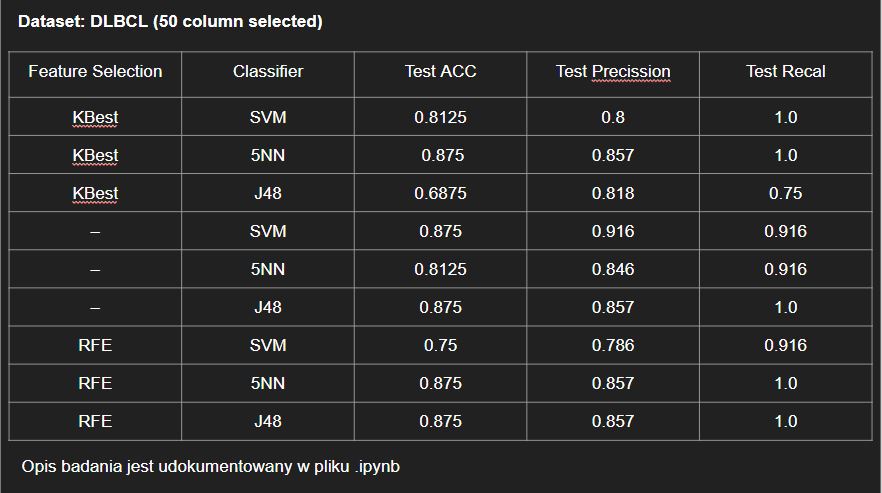 Dataset: DLBCL (50 column selected)
Feature Selection Classifier Test ACC Test Precission Test Recal
KBest SVM 0.8125 0.8 1.0
KBest 5NN 0.875 0.857 1.0
KBest J48 0.6875 0.818 0.75
– SVM 0.875 0.916 0.916
– 5NN 0.8125 0.846 0.916
– J48 0.875 0.857 1.0
RFE SVM 0.75 0.786 0.916
RFE 5NN 0.875 0.857 1.0
RFE J48 0.875 0.857 1.0
Opis badania jest udokumentowany w pliku .ipynb